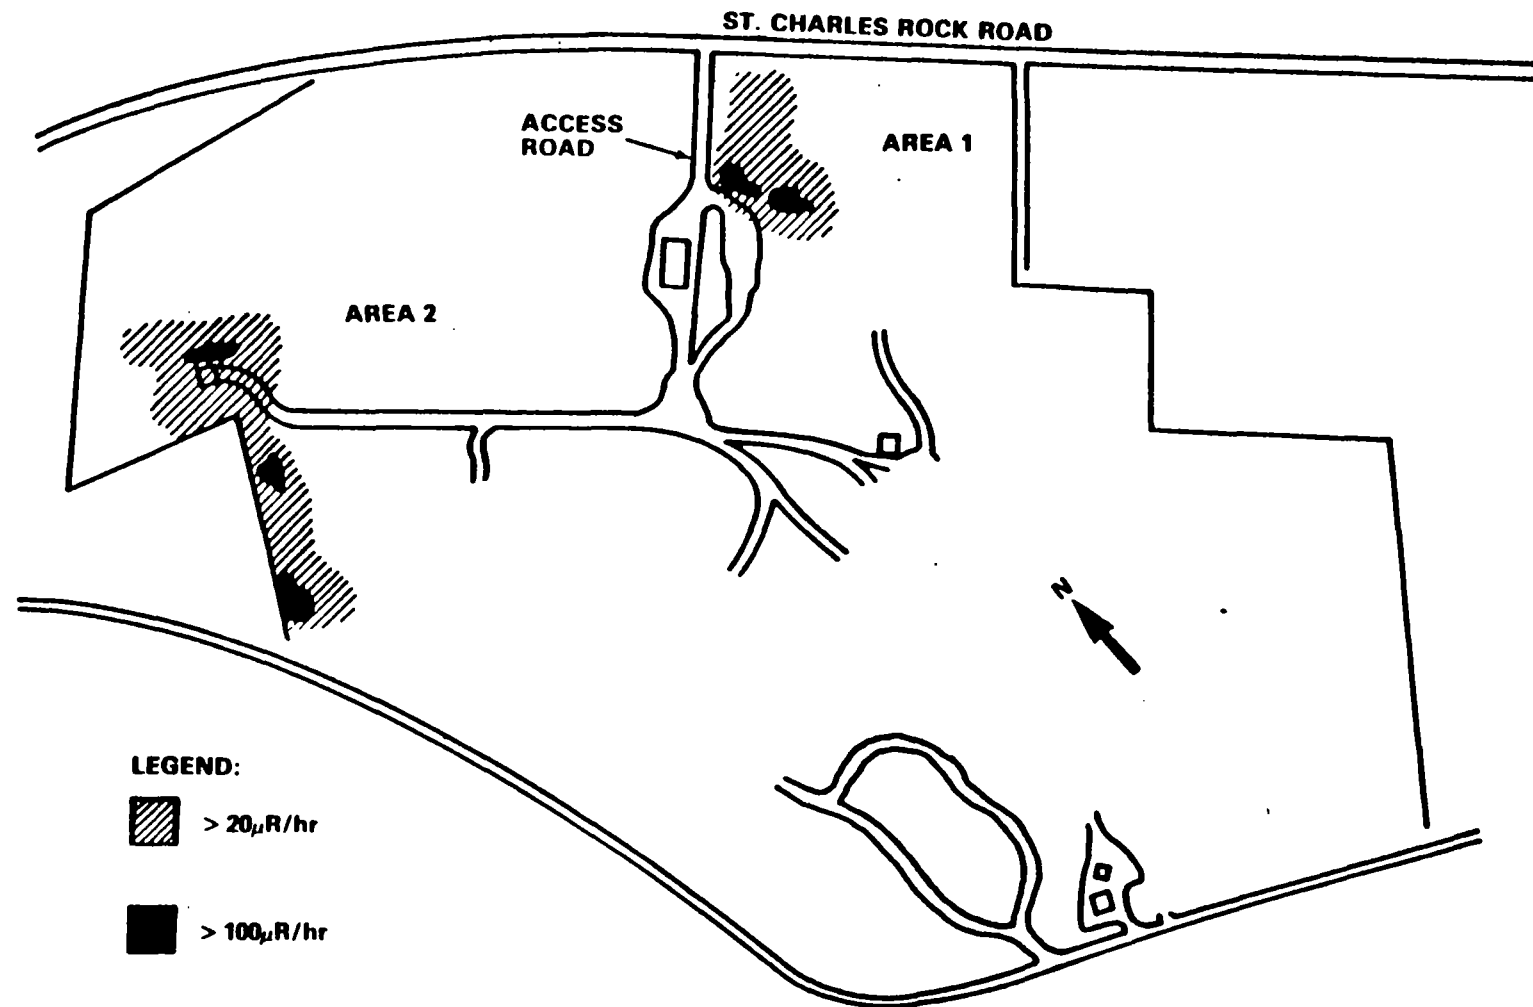 ST. CHARLES ROCK ROAD
ACCESS
ROAD
AREA 1
AREA 2
N
LEGEND:
> 20μR/hr
> 100μR/hr